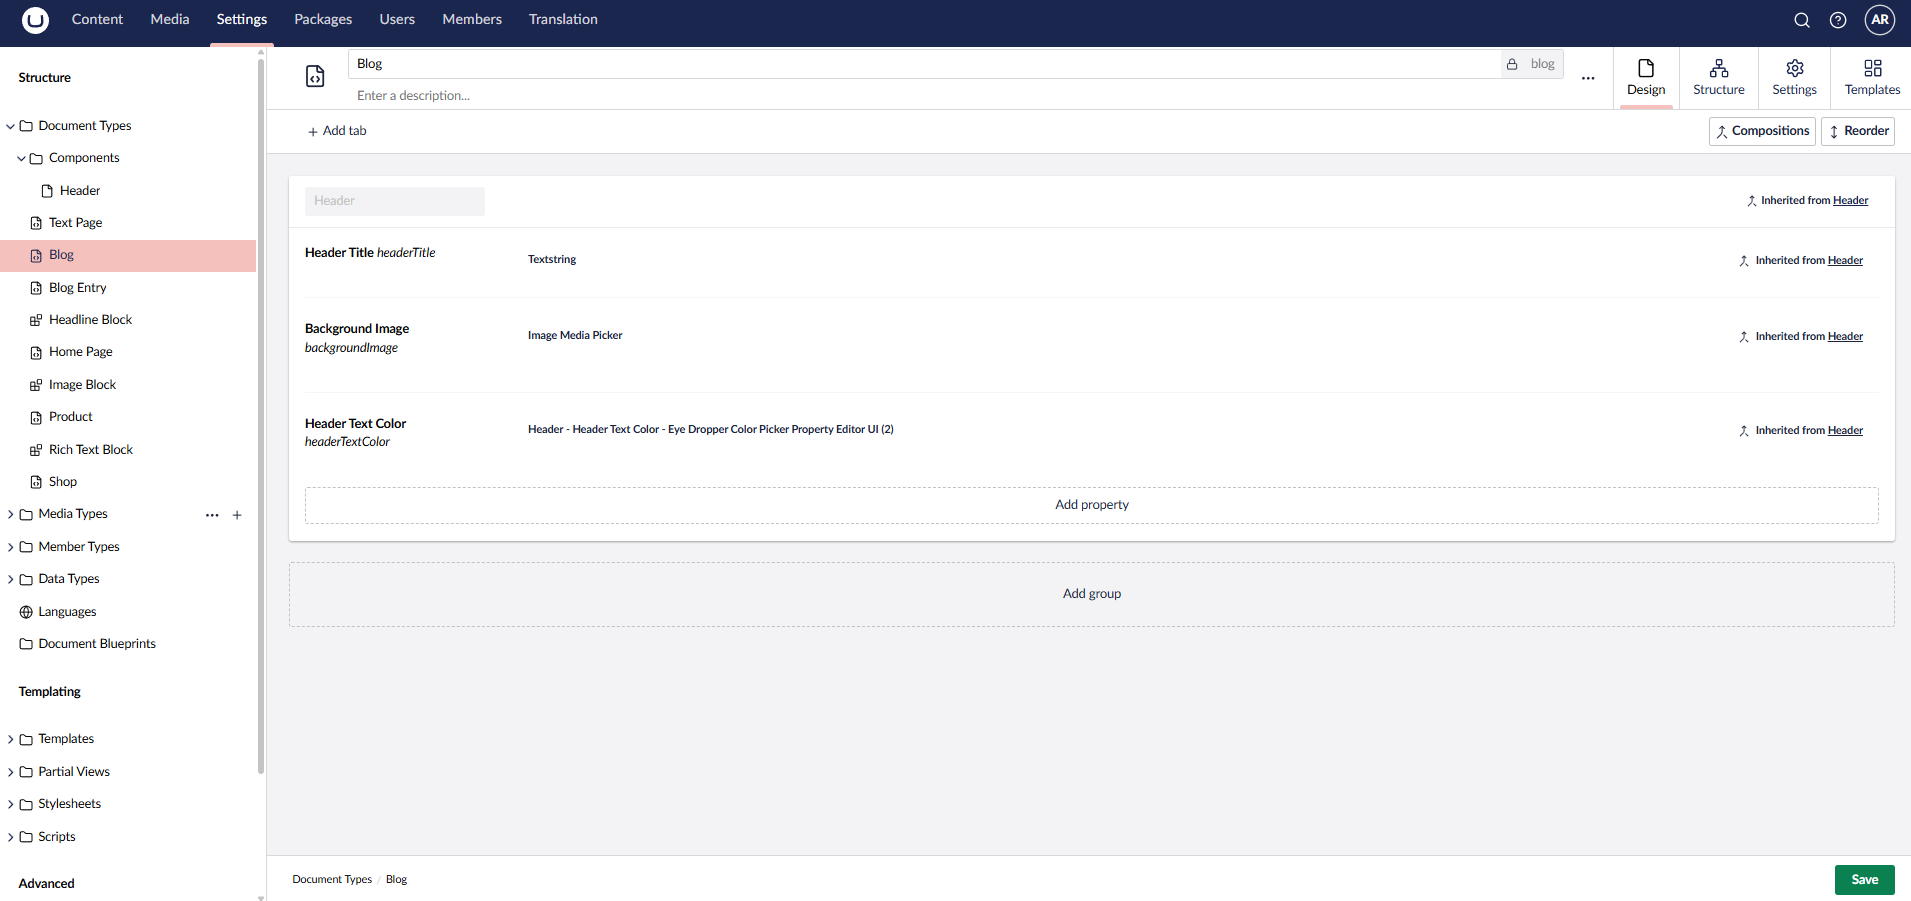 Content Media Settings Packages Users Members Translation AR
Structure
Document Types
Components
Header
Text Page
Blog
Blog Entry
Headline Block
Home Page
Image Block
Product
Rich Text Block
Shop
Media Types
Member Types
Data Types
Languages
Document Blueprints
Templating
Templates
Partial Views
Stylesheets
Scripts
Advanced
Blog blog
Enter a description...
Design Structure Settings Templates
+ Add tab
Compositions Reorder
Header Inherited from Header
Header Title headerTitle Textstring Inherited from Header
Background Image Image Media Picker Inherited from Header
backgroundImage
Header Text Color Header - Header Text Color - Eye Dropper Color Picker Property Editor UI (2) Inherited from Header
headerTextColor
Add property
Add group
Document Types / Blog
Save